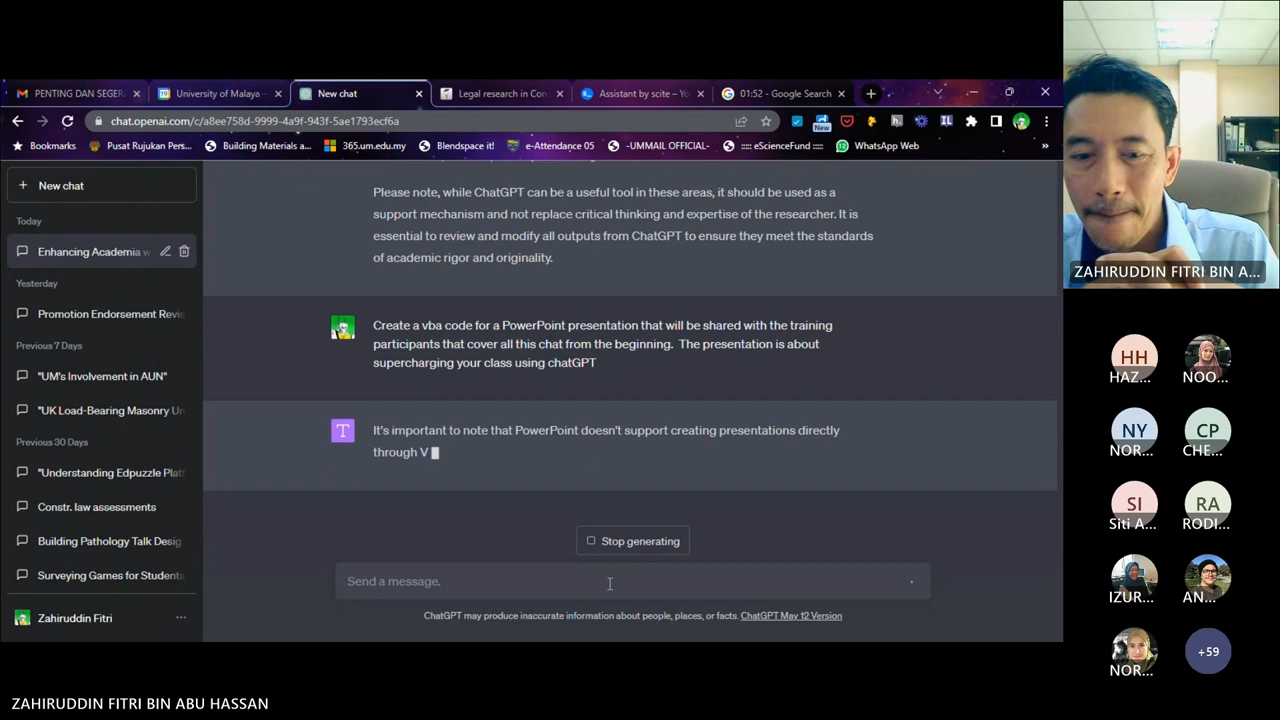 PENTING DAN SEGER
University of Malaya -
New chat
Legal research in Con
Assistant by scite – Yo
01:52 - Google Search
chat.openai.com/c/a8ee758d-9999-4a9f-943f-5ae1793ecf6a
New
Bookmarks
Pusat Rujukan Pers...
Building Materials a...
365.um.edu.my
Blendspace it!
e-Attendance 05
-UMMAIL OFFICIAL-
::::: eScienceFund :::::
WhatsApp Web
+ New chat
Today
Enhancing Academia w
Yesterday
Promotion Endorsement Revi
Previous 7 Days
"UM's Involvement in AUN"
"UK Load-Bearing Masonry Un
Previous 30 Days
"Understanding Edpuzzle Platf
Constr. law assessments
Building Pathology Talk Desig
Surveying Games for Students
Zahiruddin Fitri
Please note, while ChatGPT can be a useful tool in these areas, it should be used as a
support mechanism and not replace critical thinking and expertise of the researcher. It is
essential to review and modify all outputs from ChatGPT to ensure they meet the standards
of academic rigor and originality.
Create a vba code for a PowerPoint presentation that will be shared with the training
participants that cover all this chat from the beginning. The presentation is about
supercharging your class using chatGPT
T
It's important to note that PowerPoint doesn't support creating presentations directly
through V
Stop generating
Send a message.
ChatGPT may produce inaccurate information about people, places, or facts. ChatGPT May 12 Version
ZAHIRUDDIN FITRI BIN A...
HH
HAZ...
NOO...
NY
NOR...
CP
CHE...
SI
Siti A...
RA
RODI...
IZUR...
AN...
NOR...
+59
ZAHIRUDDIN FITRI BIN ABU HASSAN